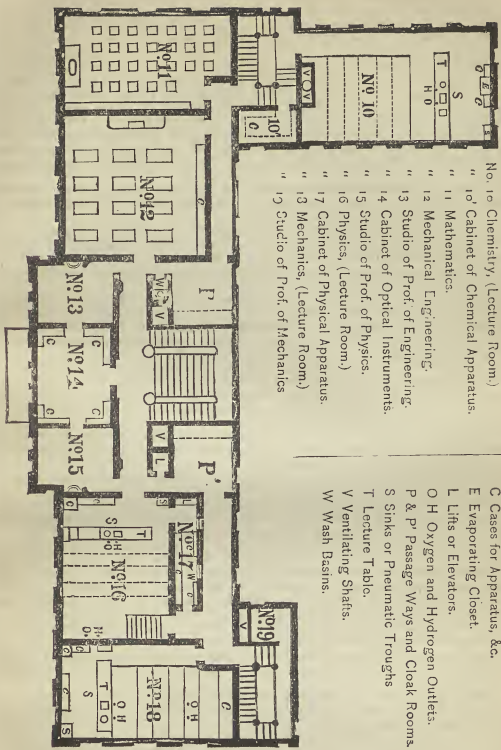 No. 10 Chemistry, (Lecture Room.)
" 10' Cabinet of Chemical Apparatus.
" 11 Mathematics.
" 12 Mechanical Engineering.
" 13 Studio of Prof. of Engineering.
" 14 Cabinet of Optical Instruments.
" 15 Studio of Prof. of Physics.
" 16 Physics, (Lecture Room.)
" 17 Cabinet of Physical Apparatus.
" 18 Mechanics, (Lecture Room.)
" 19 Studio of Prof. of Mechanics
C Cases for Apparatus, &c.
E Evaporating Closet.
L Lifts or Elevators.
O H Oxygen and Hydrogen Outlets.
P & P' Passage Ways and Cloak Rooms.
S Sinks or Pneumatic Troughs
T Lecture Table.
V Ventilating Shafts.
W Wash Basins.
No. 10
S
T
H O
E
S
V V
10'
C
No. 11
No. 12
No. 13
No. 14
C
C
C
C
No. 15
P
W
V
V
L
P'
No. 16
S
T
H O
No. 17
L
W
C
S
No. 18
S
T
O H
O H
C
C
S
No. 19
V